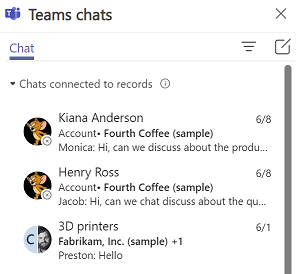 Teams chats
Chat
Chats connected to records
Kiana Anderson 6/8
Account• Fourth Coffee (sample)
Monica: Hi, can we discuss about the produ...
Henry Ross 6/8
Account• Fourth Coffee (sample)
Jacob: Hi, can we chat discuss about the qu...
C 3D printers 6/1
Fabrikam, Inc. (sample) +1
Preston: Hello